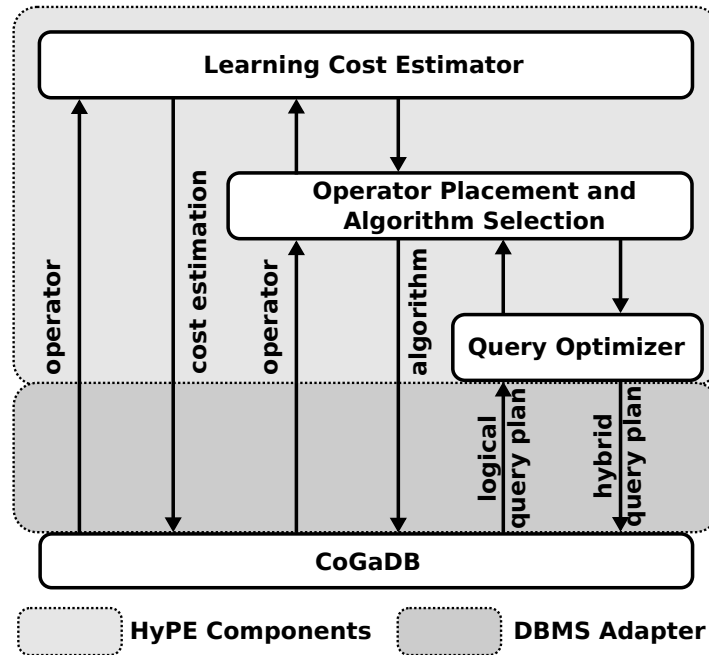 Learning Cost Estimator
Operator Placement and
Algorithm Selection
operator
cost estimation
operator
algorithm
Query Optimizer
logical
query plan
hybrid
query plan
CoGaDB
HyPE Components
DBMS Adapter